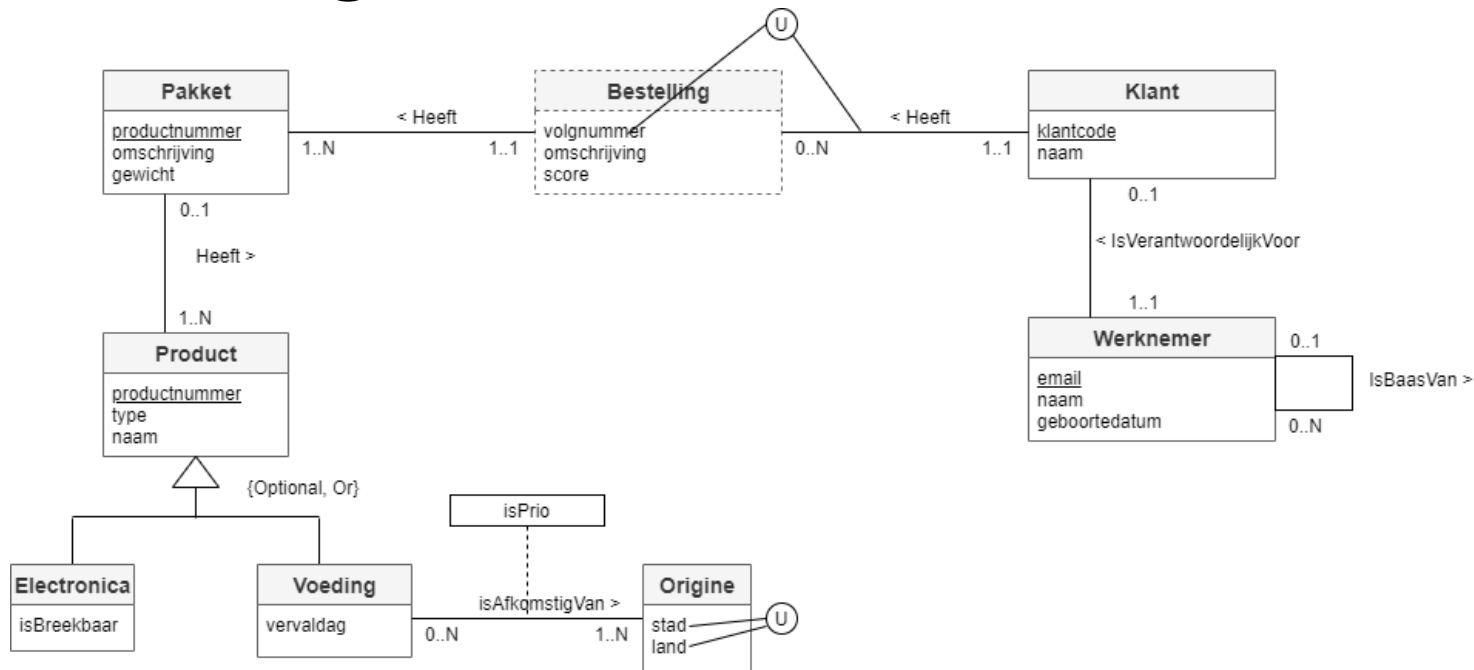 U
Pakket
productnummer
omschrijving
gewicht
< Heeft
1..N
1..1
Bestelling
volgnummer
omschrijving
score
< Heeft
0..N
1..1
Klant
klantcode
naam
0..1
Heeft >
1..N
0..1
< IsVerantwoordelijkVoor
1..1
Product
productnummer
type
naam
Werknemer
email
naam
geboortedatum
0..1
IsBaasVan >
0..N
{Optional, Or}
isPrio
Electronica
isBreekbaar
Voeding
vervaldag
isAfkomstigVan >
0..N
1..N
Origine
stad
land
U